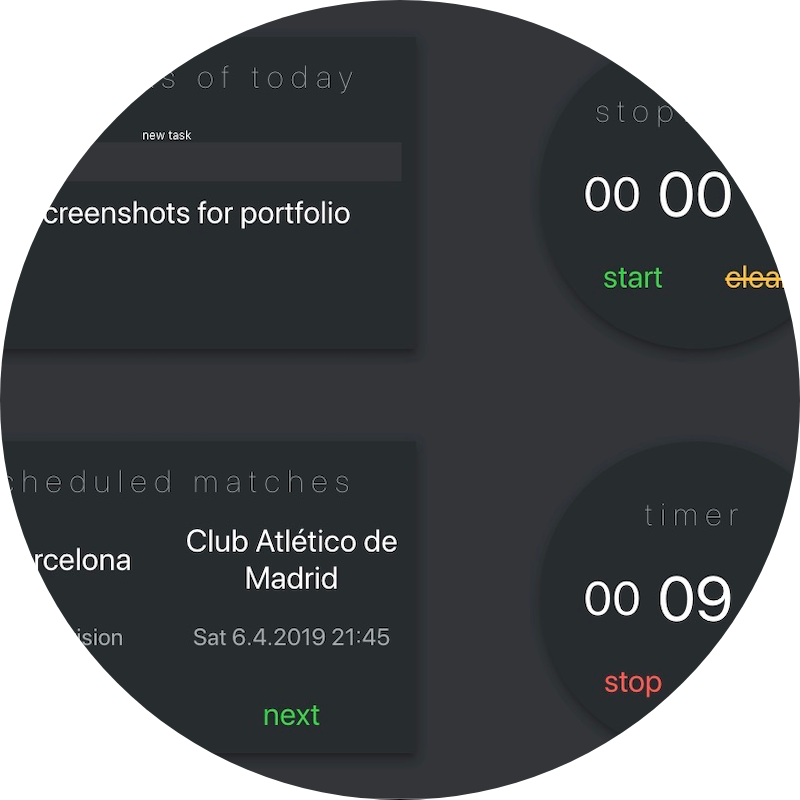 s of today
new task
creenshots for portfolio
stop
00 00
start clea
cheduled matches
rcelona
Club Atlético de
Madrid
ision
Sat 6.4.2019 21:45
next
timer
00 09
stop